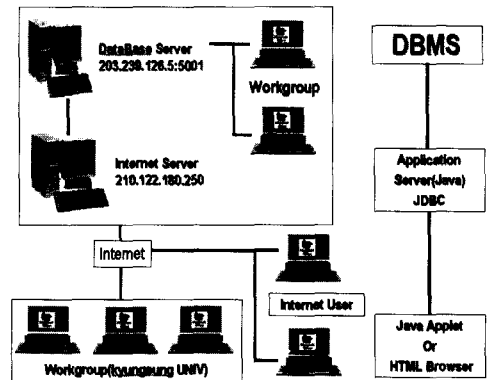 DataBase Server
203.239.126.5:5001
Workgroup
Internet Server
210.122.180.250
Internet
Internet User
Workgroup(kyungsung UNIV)
DBMS
Application
Server(Java)
JDBC
Java Applet
Or
HTML Browser